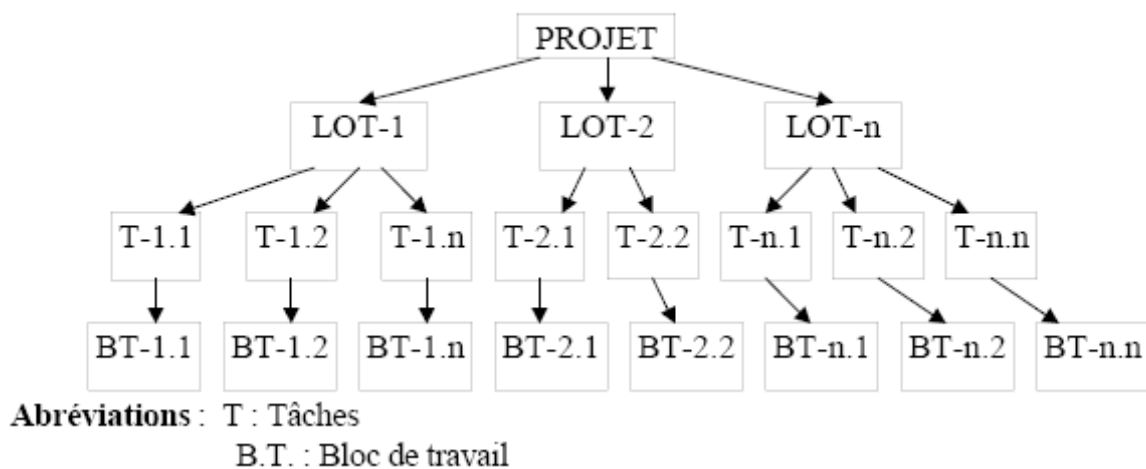 PROJET
LOT-1 LOT-2 LOT-n
T-1.1 T-1.2 T-1.n T-2.1 T-2.2 T-n.1 T-n.2 T-n.n
BT-1.1 BT-1.2 BT-1.n BT-2.1 BT-2.2 BT-n.1 BT-n.2 BT-n.n
Abréviations : T : Tâches
B.T. : Bloc de travail